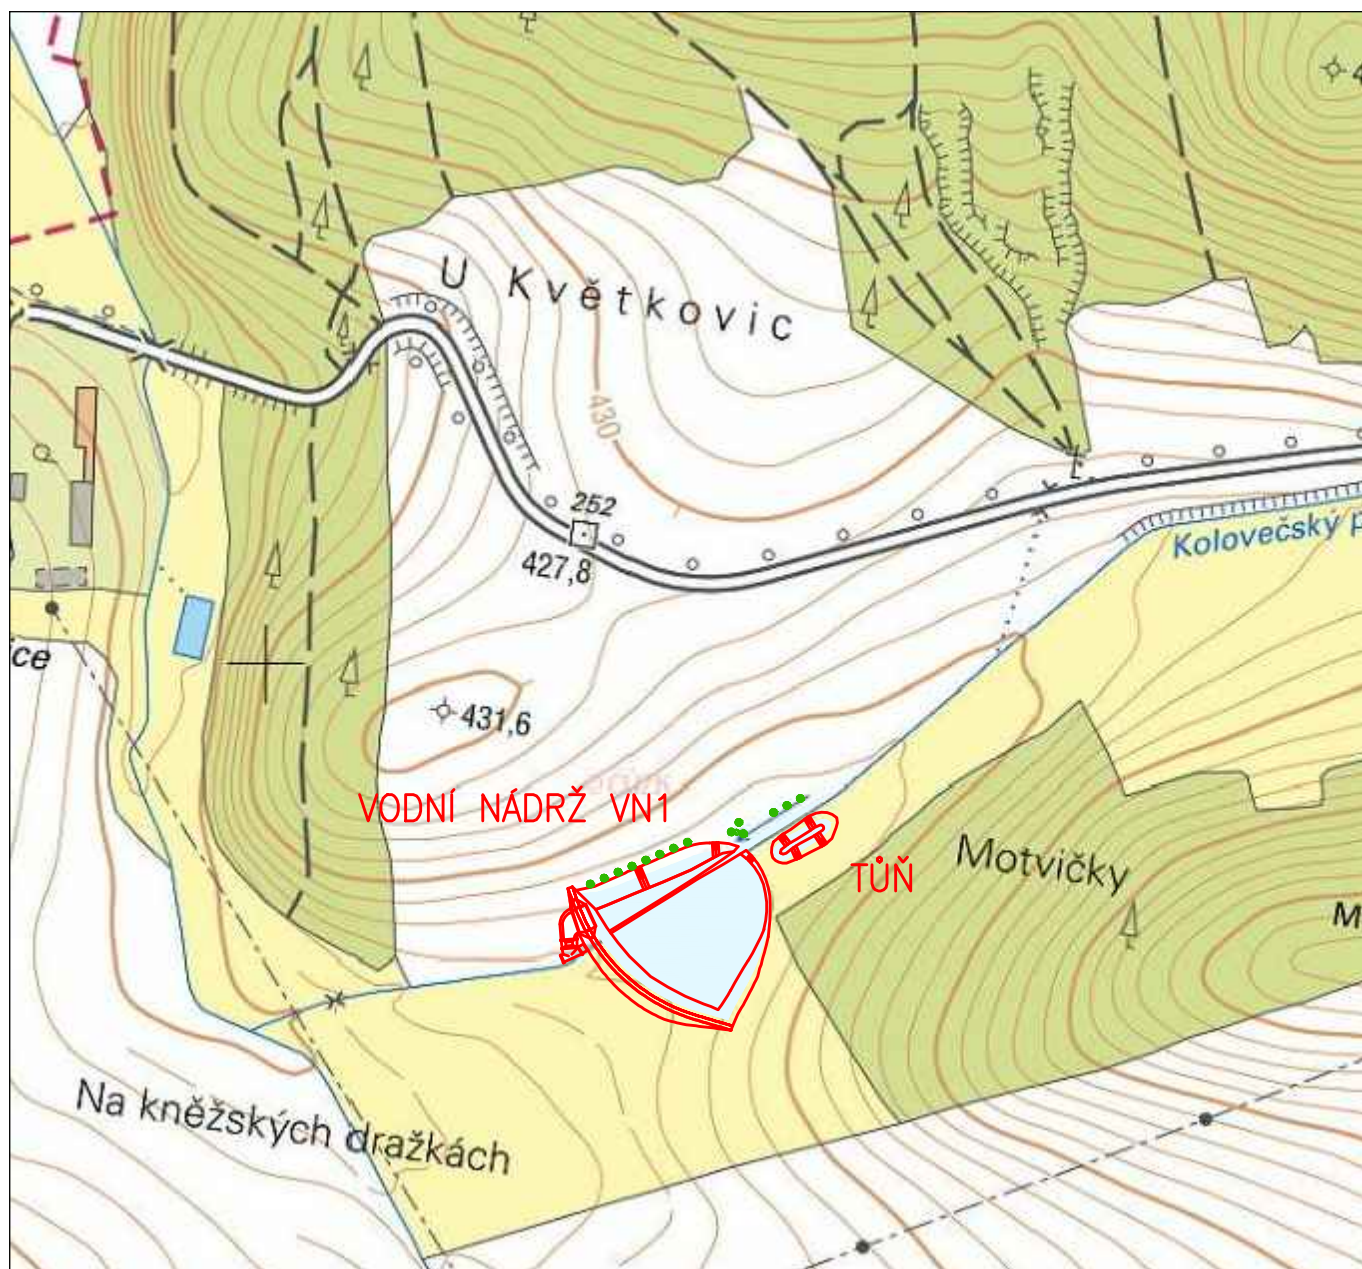 U Květkovic
430
252
427,8
Kolovečský p
ce
431,6
VODNÍ NÁDRŽ VN1
TŮŇ
Motvičky
M
Na kněžských dražkách